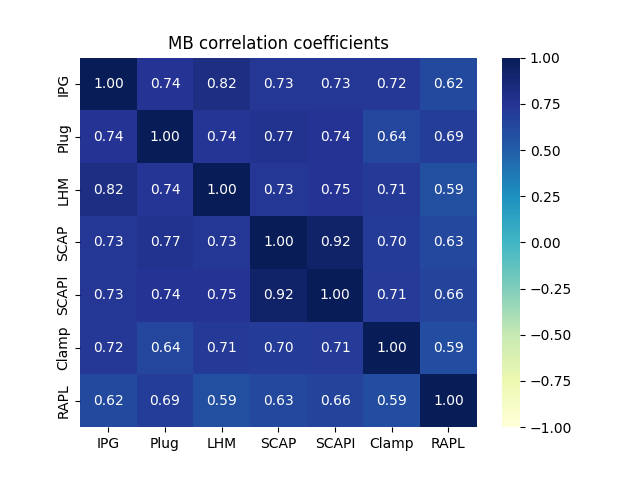 MB correlation coefficients
IPG 1.00 0.74 0.82 0.73 0.73 0.72 0.62
Plug 0.74 1.00 0.74 0.77 0.74 0.64 0.69
LHM 0.82 0.74 1.00 0.73 0.75 0.71 0.59
SCAP 0.73 0.77 0.73 1.00 0.92 0.70 0.63
SCAPI 0.73 0.74 0.75 0.92 1.00 0.71 0.66
Clamp 0.72 0.64 0.71 0.70 0.71 1.00 0.59
RAPL 0.62 0.69 0.59 0.63 0.66 0.59 1.00
IPG Plug LHM SCAP SCAPI Clamp RAPL
1.00
0.75
0.50
0.25
0.00
−0.25
−0.50
−0.75
−1.00